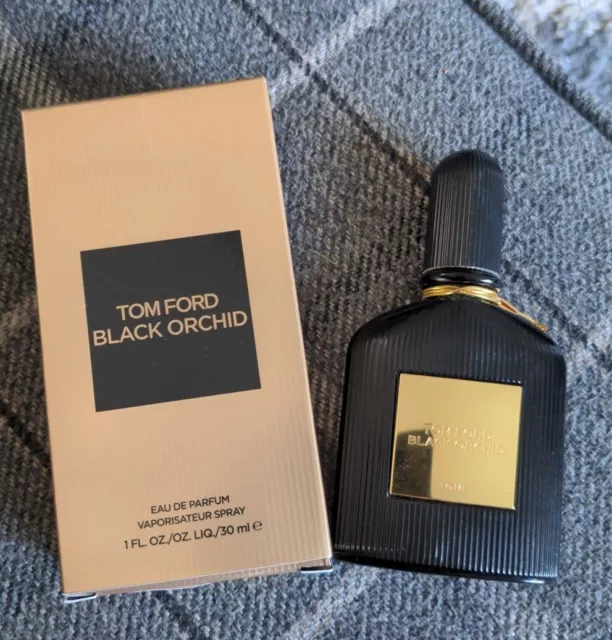 TOM FORD
BLACK ORCHID
EAU DE PARFUM
VAPORISATEUR SPRAY
1 FL. OZ./OZ. LIQ./30 ml e
TOM FORD
BLACK ORCHID
30ML